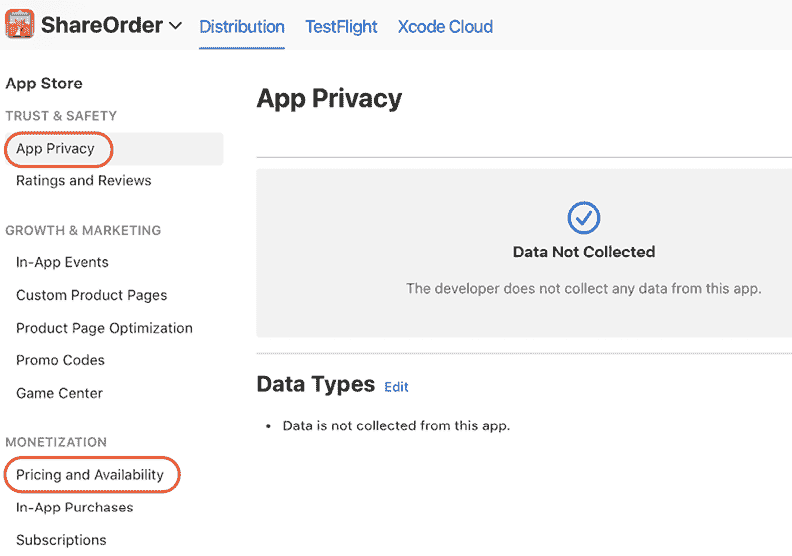 ShareOrder Distribution TestFlight Xcode Cloud
App Store
TRUST & SAFETY
App Privacy
Ratings and Reviews
GROWTH & MARKETING
In-App Events
Custom Product Pages
Product Page Optimization
Promo Codes
Game Center
MONETIZATION
Pricing and Availability
In-App Purchases
Subscriptions
App Privacy
Data Not Collected
The developer does not collect any data from this app.
Data Types Edit
• Data is not collected from this app.